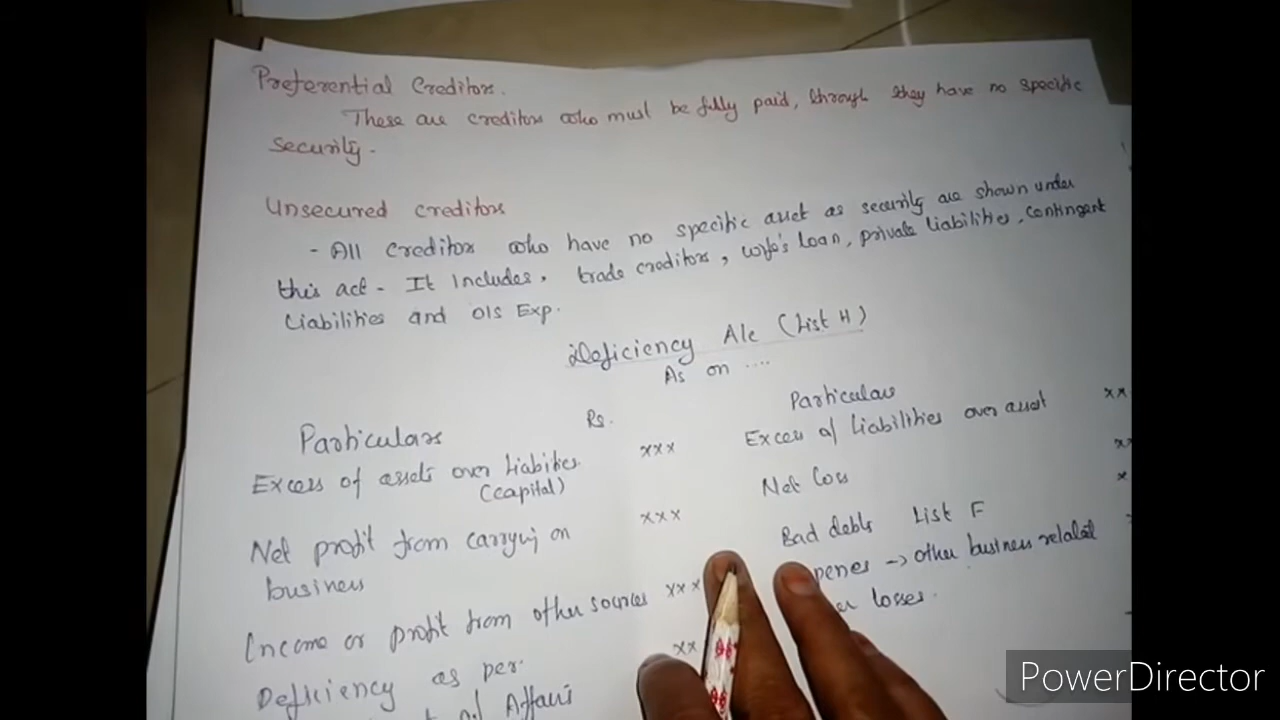 Preferential Creditors.
These are creditors who must be fully paid, through they have no specific
security.
Unsecured creditors
- All creditors who have no specific asset as security are shown under
this act - It Includes, trade creditors, wife's loan, private liabilities, contingent
Liabilities and O/S Exp.
Deficiency A/c (List H)
As on ....
Particulars Rs. Particulars
Excess of assets over liabilities xxx Excess of liabilities over asset xx
(capital)
Net profit from carrying on xxx Net loss
business Bad debts List F
Income or profit from other sources xxx penes -> other business related
Deficiency as per xx losses.
Affairs
PowerDirector